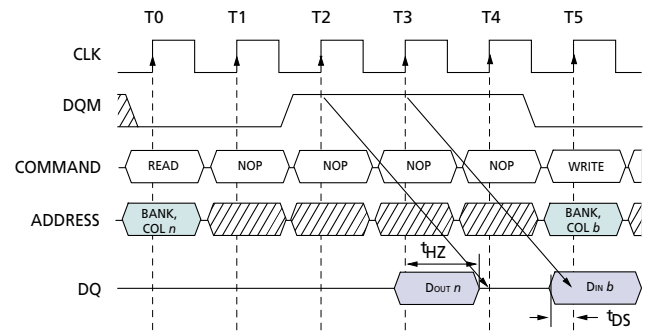 T0 T1 T2 T3 T4 T5
CLK
DQM
COMMAND READ NOP NOP NOP NOP WRITE
ADDRESS BANK, COL n BANK, COL b
tHZ
DQ DOUT n DIN b
tDS